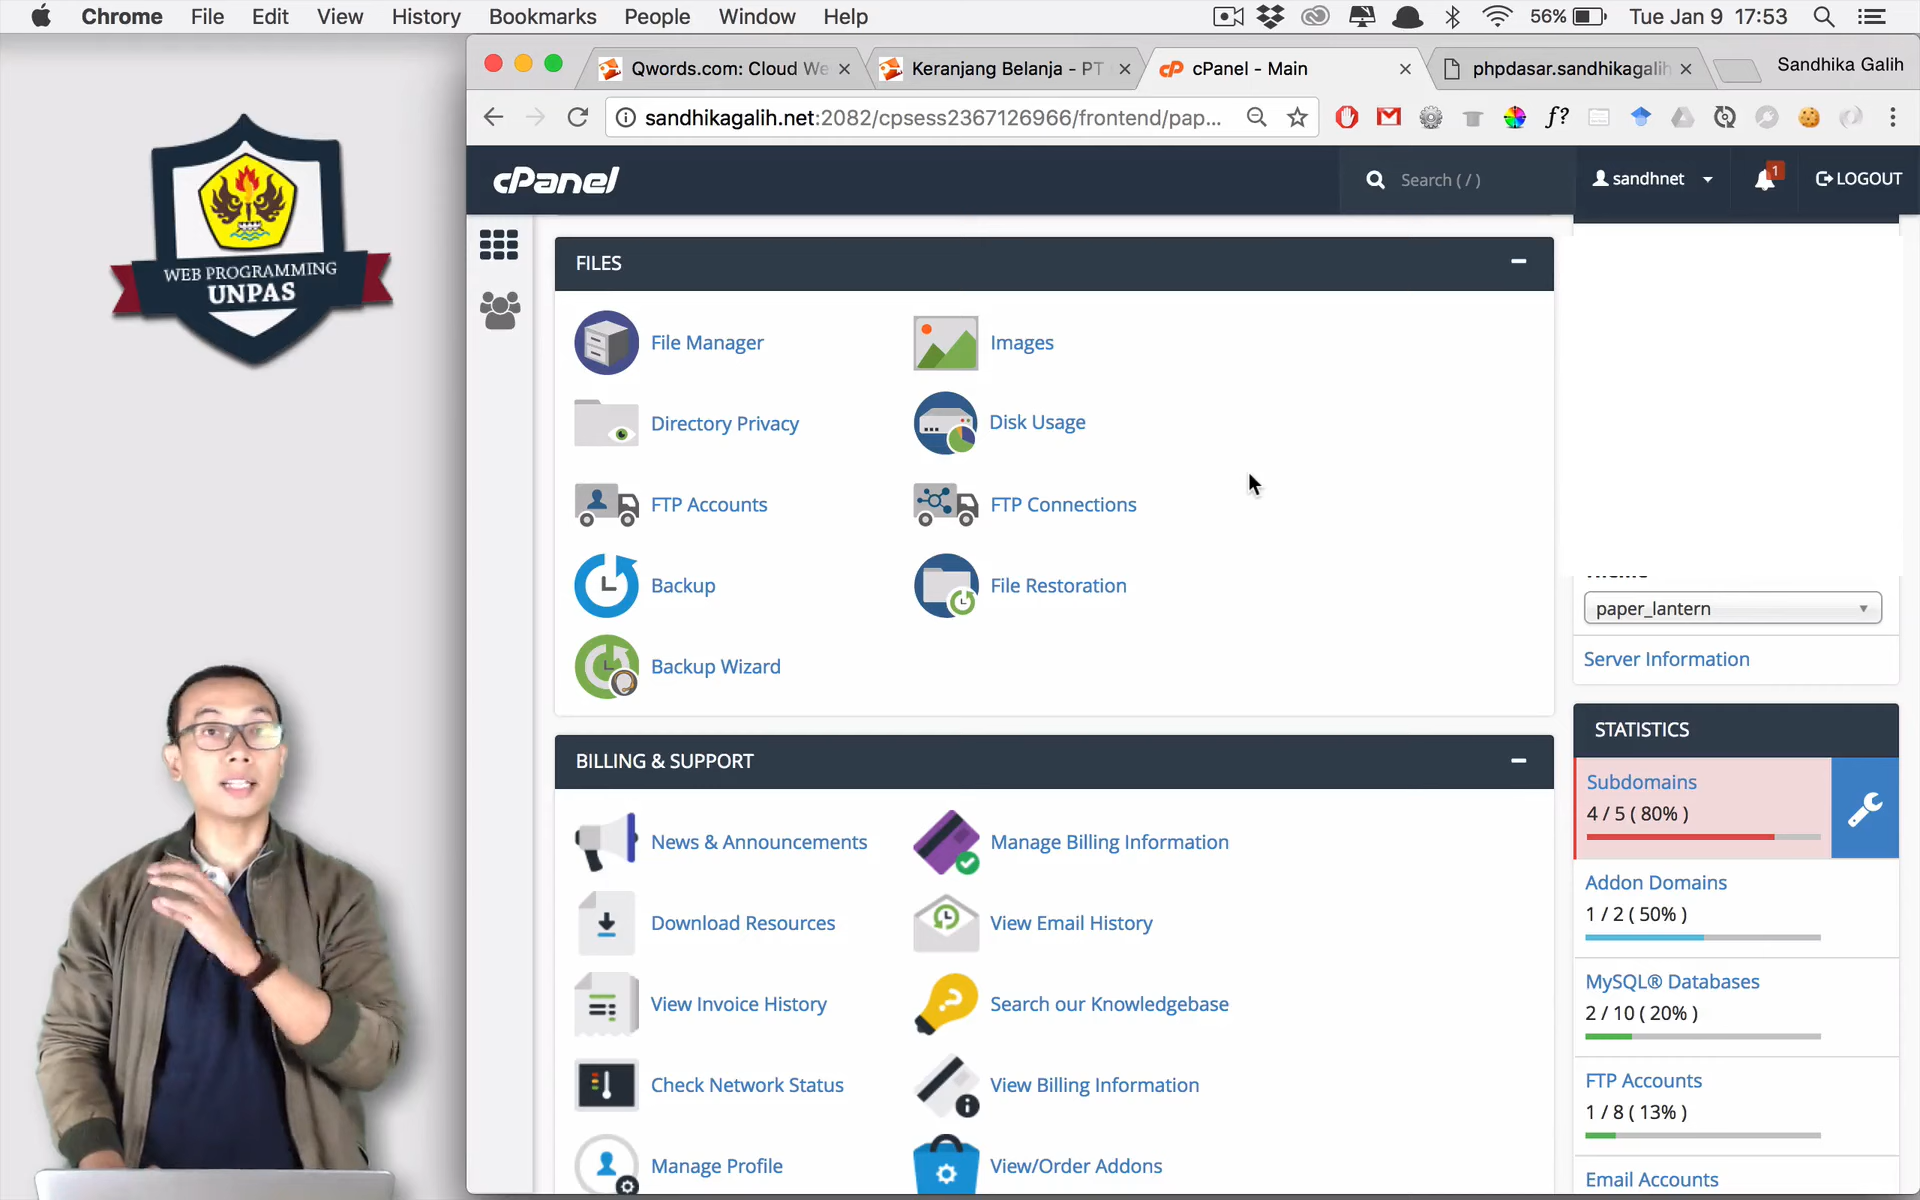 Chrome File Edit View History Bookmarks People Window Help 56% Tue Jan 9 17:53
Qwords.com: Cloud We
Keranjang Belanja - PT
cPanel - Main
phpdasar.sandhikagalih
Sandhika Galih
sandhikagalih.net:2082/cpsess2367126966/frontend/pap...
f?
cPanel
Search ( / )
sandhnet
1
LOGOUT
WEB PROGRAMMING
UNPAS
FILES
File Manager
Images
Directory Privacy
Disk Usage
FTP Accounts
FTP Connections
Backup
File Restoration
Backup Wizard
paper_lantern
Server Information
BILLING & SUPPORT
News & Announcements
Manage Billing Information
Download Resources
View Email History
View Invoice History
Search our Knowledgebase
Check Network Status
View Billing Information
Manage Profile
View/Order Addons
STATISTICS
Subdomains
4 / 5 ( 80% )
Addon Domains
1 / 2 ( 50% )
MySQL® Databases
2 / 10 ( 20% )
FTP Accounts
1 / 8 ( 13% )
Email Accounts